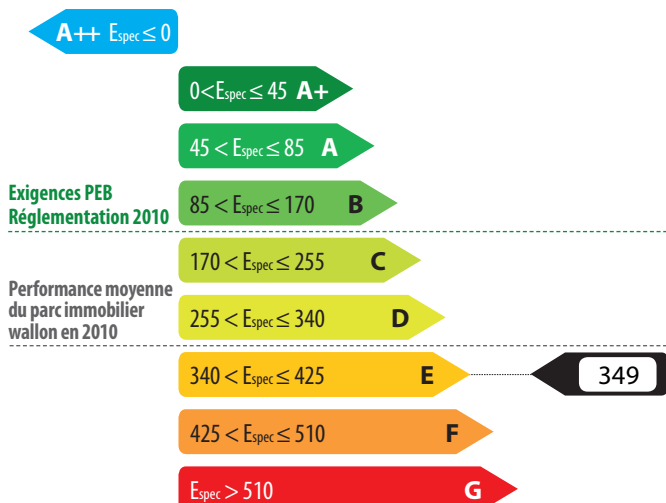 A++ Espec ≤ 0
0<Espec ≤ 45 A+
45 < Espec ≤ 85 A
Exigences PEB
Réglementation 2010
85 < Espec ≤ 170 B
170 < Espec ≤ 255 C
Performance moyenne
du parc immobilier
wallon en 2010
255 < Espec ≤ 340 D
340 < Espec ≤ 425 E 349
425 < Espec ≤ 510 F
Espec > 510 G